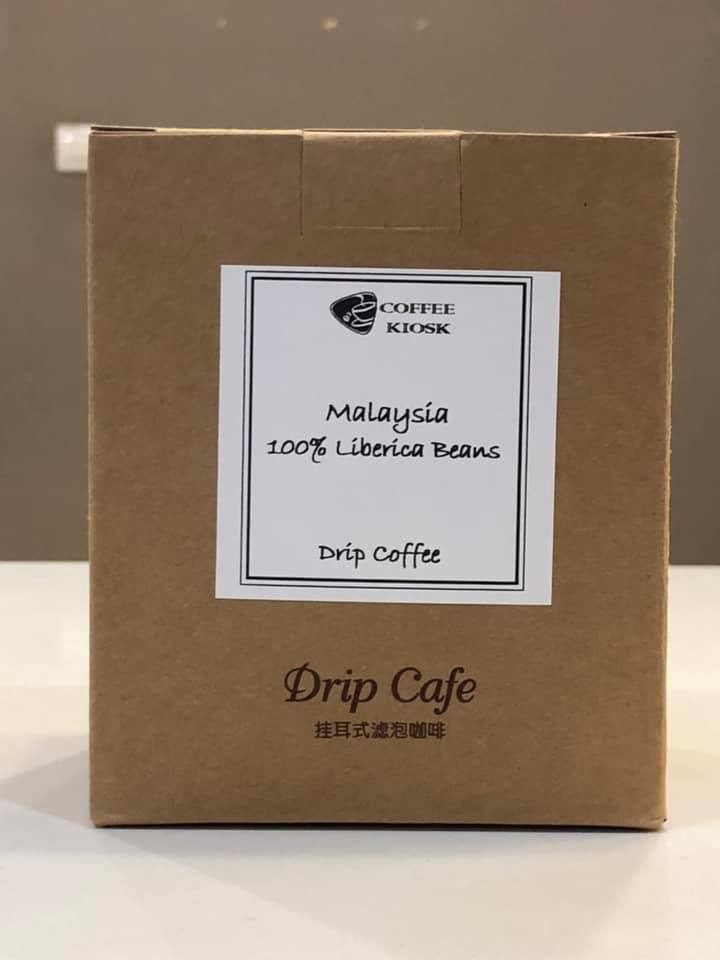 COFFEE
KIOSK
Malaysia
100% Liberica Beans
Drip Coffee
Drip Cafe
挂耳式滤泡咖啡